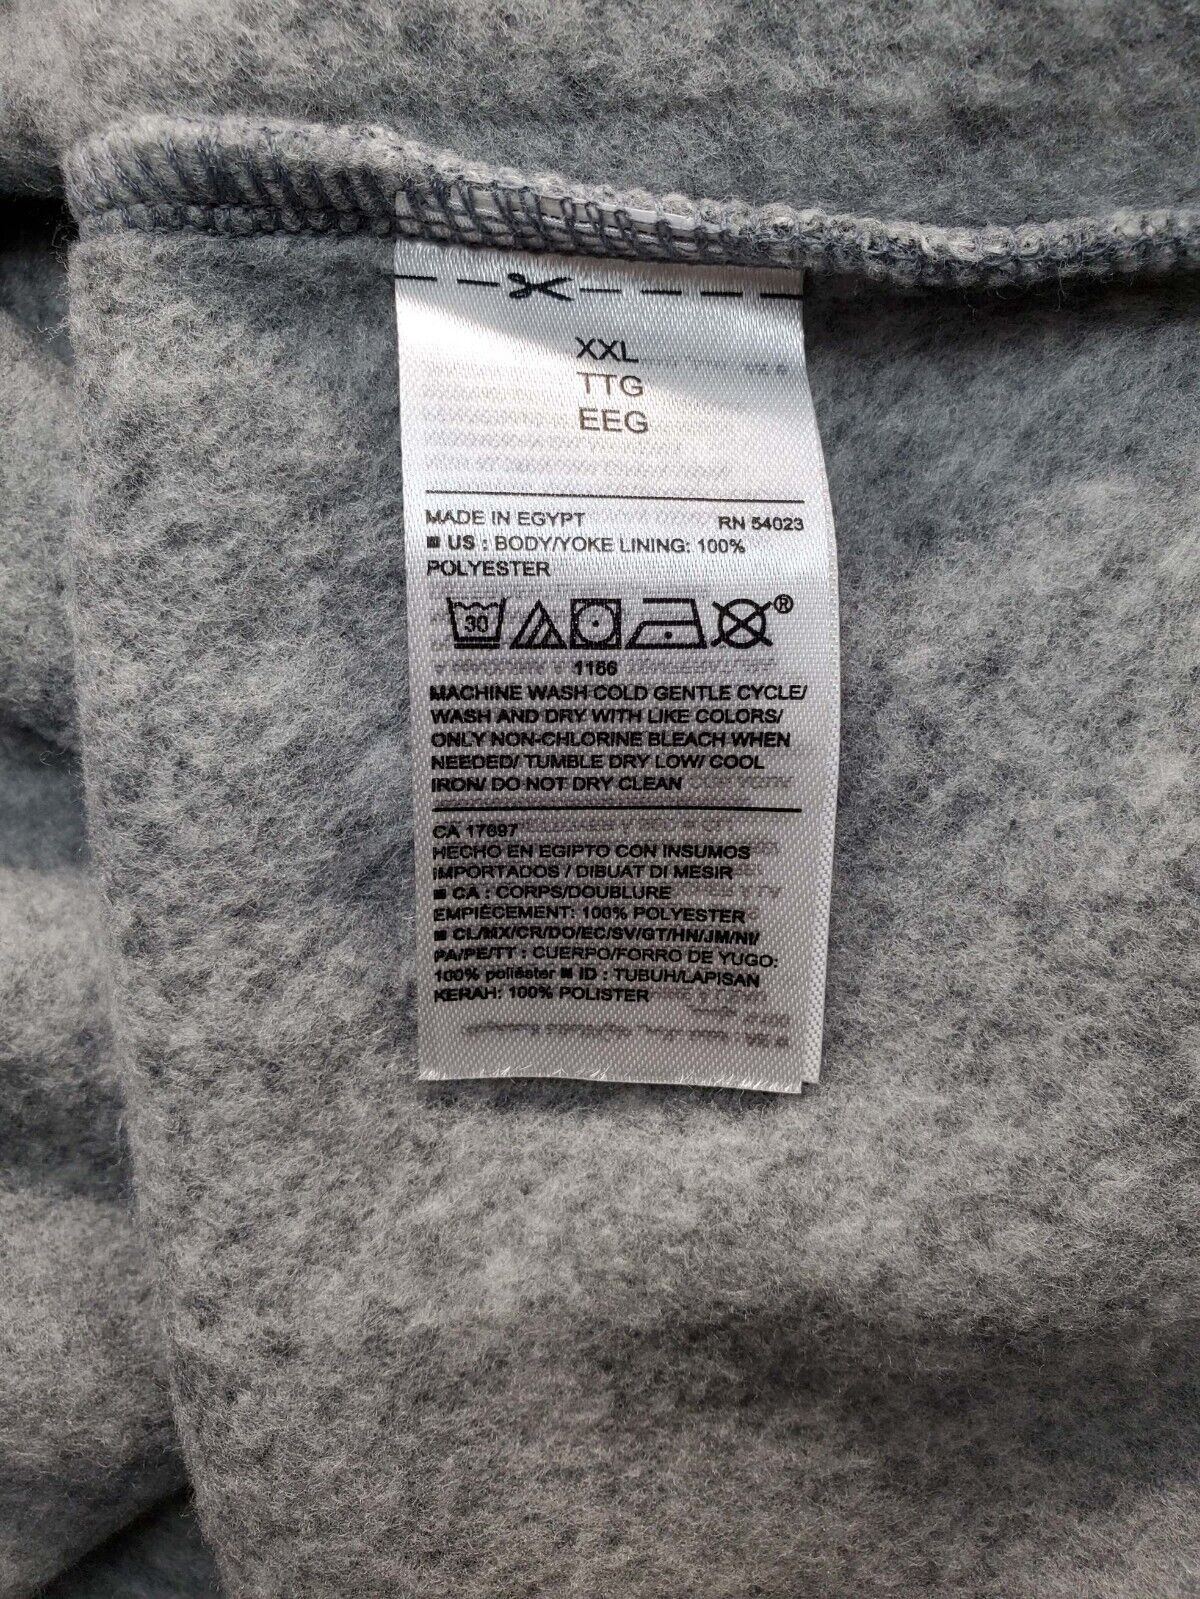 XXL
TTG
EEG
MADE IN EGYPT RN 54023
■ US : BODY/YOKE LINING: 100%
POLYESTER
30 ®
1166
MACHINE WASH COLD GENTLE CYCLE/
WASH AND DRY WITH LIKE COLORS/
ONLY NON-CHLORINE BLEACH WHEN
NEEDED/ TUMBLE DRY LOW/ COOL
IRON/ DO NOT DRY CLEAN
CA 17897
HECHO EN EGIPTO CON INSUMOS
IMPORTADOS / DIBUAT DI MESIR
■ CA : CORPS/DOUBLURE
EMPIÈCEMENT: 100% POLYESTER
■ CL/MX/CR/DO/EC/SV/GT/HN/JM/NI/
PA/PE/TT : CUERPO/FORRO DE YUGO:
100% poliéster ■ ID : TUBUH/LAPISAN
KERAH: 100% POLISTER